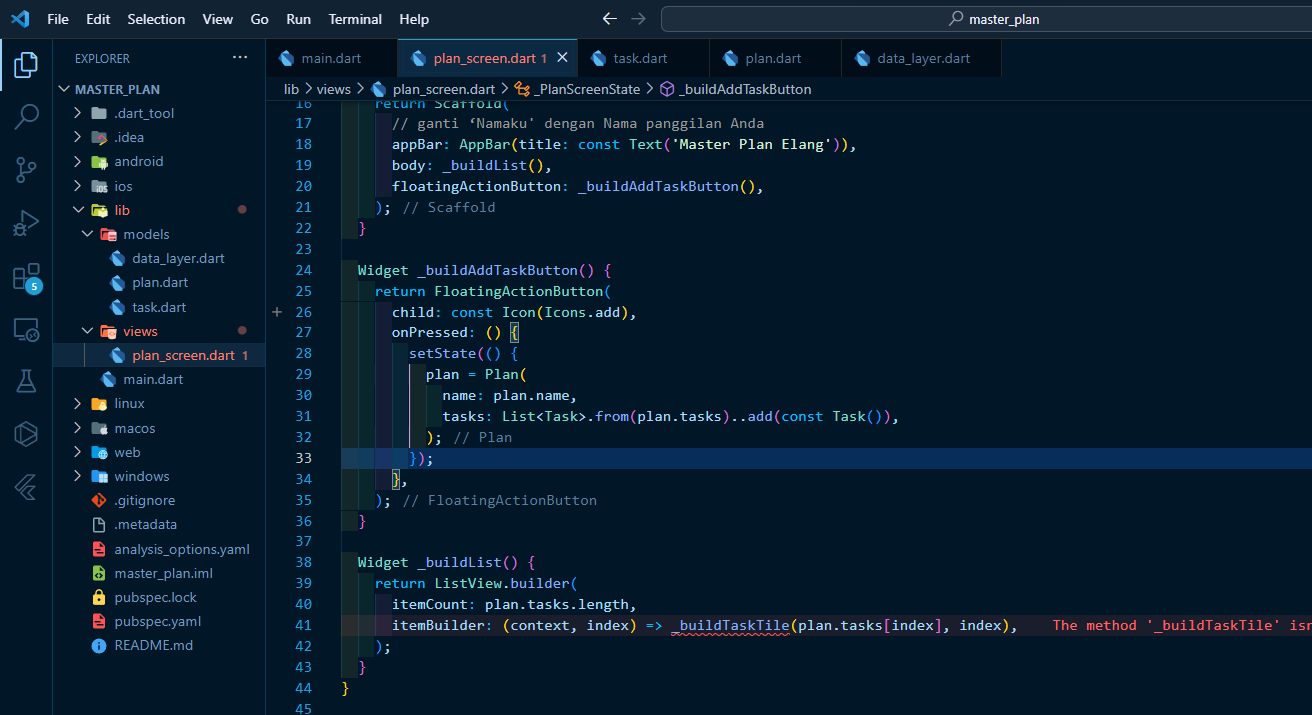 File Edit Selection View Go Run Terminal Help
master_plan
EXPLORER
MASTER_PLAN
.dart_tool
.idea
android
ios
lib
models
data_layer.dart
plan.dart
task.dart
views
plan_screen.dart 1
main.dart
linux
macos
web
windows
.gitignore
.metadata
analysis_options.yaml
master_plan.iml
pubspec.lock
pubspec.yaml
README.md
5
main.dart plan_screen.dart 1 task.dart plan.dart data_layer.dart
lib > views > plan_screen.dart > _PlanScreenState > _buildAddTaskButton
16 return Scaffold(
17 // ganti ‘Namaku' dengan Nama panggilan Anda
18 appBar: AppBar(title: const Text('Master Plan Elang')),
19 body: _buildList(),
20 floatingActionButton: _buildAddTaskButton(),
21 ); // Scaffold
22 }
23
24 Widget _buildAddTaskButton() {
25 return FloatingActionButton(
26 child: const Icon(Icons.add),
27 onPressed: () {
28 setState(() {
29 plan = Plan(
30 name: plan.name,
31 tasks: List<Task>.from(plan.tasks)..add(const Task()),
32 ); // Plan
33 });
34 },
35 ); // FloatingActionButton
36 }
37
38 Widget _buildList() {
39 return ListView.builder(
40 itemCount: plan.tasks.length,
41 itemBuilder: (context, index) => _buildTaskTile(plan.tasks[index], index), The method '_buildTaskTile' isn
42 );
43 }
44 }
45